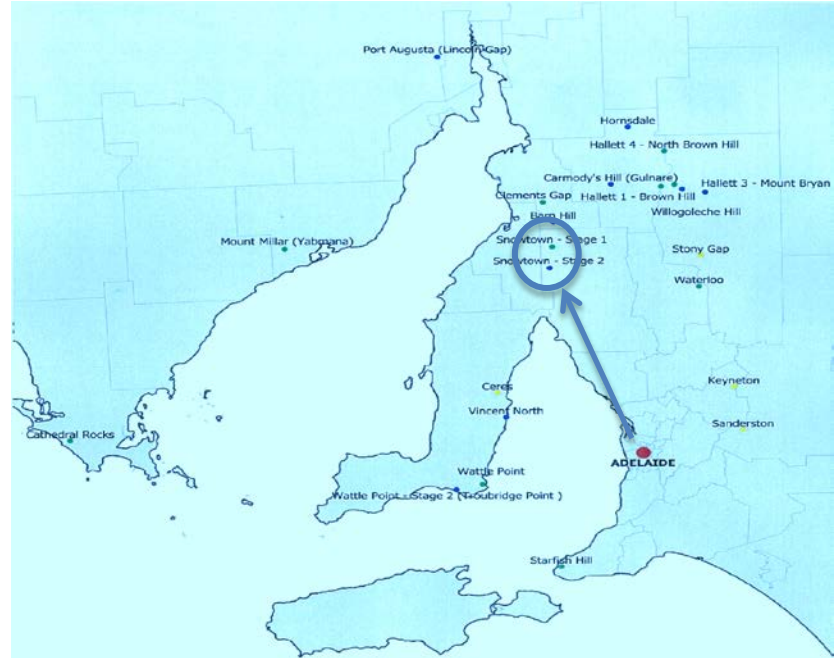 Port Augusta (Lincoln Gap)
Hornsdale
Hallett 4 - North Brown Hill
Carmody's Hill (Gulnare)
Hallett 3 - Mount Bryan
Clements Gap
Hallett 1 - Brown Hill
Willogoleche Hill
Barn Hill
Mount Millar (Yabmana)
Snowtown - Stage 1
Stony Gap
Snowtown - Stage 2
Waterloo
Ceres
Keyneton
Vincent North
Sanderston
Cathedral Rocks
ADELAIDE
Wattle Point
Wattle Point - Stage 2 (Troubridge Point )
Starfish Hill